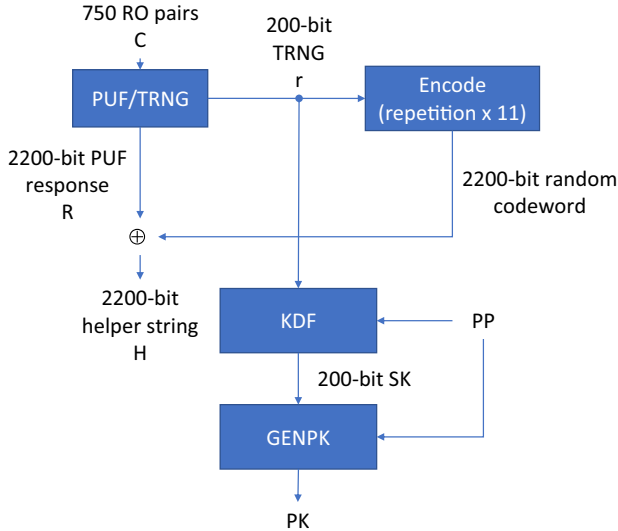 750 RO pairs
C
200-bit
TRNG
r
PUF/TRNG
Encode
(repetition x 11)
2200-bit PUF
response
R
2200-bit random
codeword
⊕
2200-bit
helper string
H
KDF
PP
200-bit SK
GENPK
PK